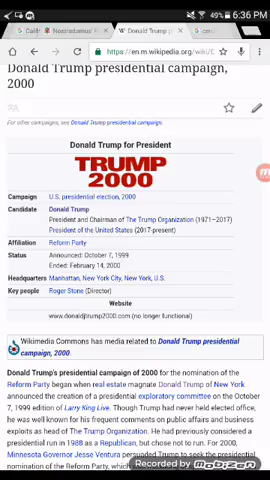 49% 6:36 PM
Nostradamus' F
Donald Trump p
https://en.m.wikipedia.org/wiki/D
Donald Trump presidential campaign,
2000
For other campaigns, see Donald Trump presidential campaign.
Donald Trump for President
TRUMP
2000
Campaign U.S. presidential election, 2000
Candidate Donald Trump
President and Chairman of The Trump Organization (1971–2017)
President of the United States (2017-present)
Affiliation Reform Party
Status Announced: October 7, 1999
Ended: February 14, 2000
Headquarters Manhattan, New York City, New York, U.S.
Key people Roger Stone (Director)
Website
www.donaldjtrump2000.com (no longer functional)
Wikimedia Commons has media related to Donald Trump presidential
campaign, 2000.
Donald Trump's presidential campaign of 2000 for the nomination of the
Reform Party began when real estate magnate Donald Trump of New York
announced the creation of a presidential exploratory committee on the October
7, 1999 edition of Larry King Live. Though Trump had never held elected office,
he was well known for his frequent comments on public affairs and business
exploits as head of The Trump Organization. He had previously considered a
presidential run in 1988 as a Republican, but chose not to run. For 2000,
Minnesota Governor Jesse Ventura persuaded Trump to seek the presidential
nomination of the Reform Party, which
Recorded by mobizen